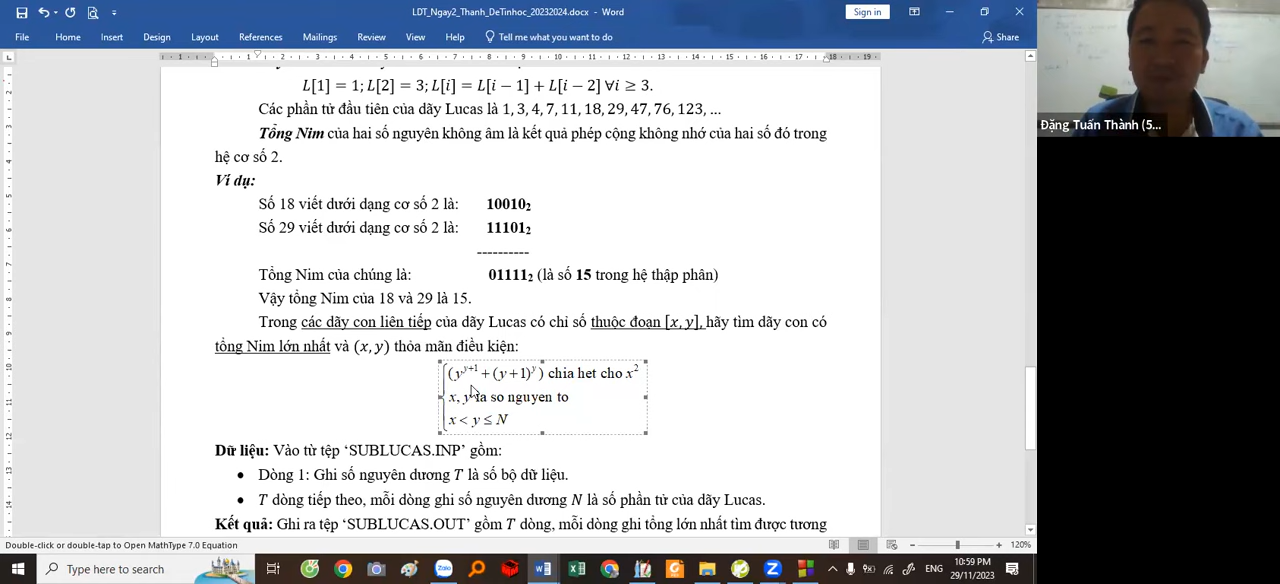 LDT_Ngay2_Thanh_DeTinhoc_20232024.docx - Word
Sign in
File Home Insert Design Layout References Mailings Review View Help Tell me what you want to do Share
L[1] = 1; L[2] = 3; L[i] = L[i − 1] + L[i − 2] ∀i ≥ 3.
Các phần tử đầu tiên của dãy Lucas là 1, 3, 4, 7, 11, 18, 29, 47, 76, 123, ...
Tổng Nim của hai số nguyên không âm là kết quả phép cộng không nhớ của hai số đó trong
hệ cơ số 2.
Ví dụ:
Số 18 viết dưới dạng cơ số 2 là: 10010₂
Số 29 viết dưới dạng cơ số 2 là: 11101₂
----------
Tổng Nim của chúng là: 01111₂ (là số 15 trong hệ thập phân)
Vậy tổng Nim của 18 và 29 là 15.
Trong các dãy con liên tiếp của dãy Lucas có chỉ số thuộc đoạn [x, y], hãy tìm dãy con có
tổng Nim lớn nhất và (x, y) thỏa mãn điều kiện:
(y^{y+1} + (y+1)^y) chia het cho x²
x, y la so nguyen to
x < y ≤ N
Dữ liệu: Vào từ tệp ‘SUBLUCAS.INP’ gồm:
• Dòng 1: Ghi số nguyên dương T là số bộ dữ liệu.
• T dòng tiếp theo, mỗi dòng ghi số nguyên dương N là số phần tử của dãy Lucas.
Kết quả: Ghi ra tệp ‘SUBLUCAS.OUT’ gồm T dòng, mỗi dòng ghi tổng lớn nhất tìm được tương
Đặng Tuấn Thành (5...
Double-click or double-tap to Open MathType 7.0 Equation
120%
Type here to search
Zalo
ENG
10:59 PM
29/11/2023